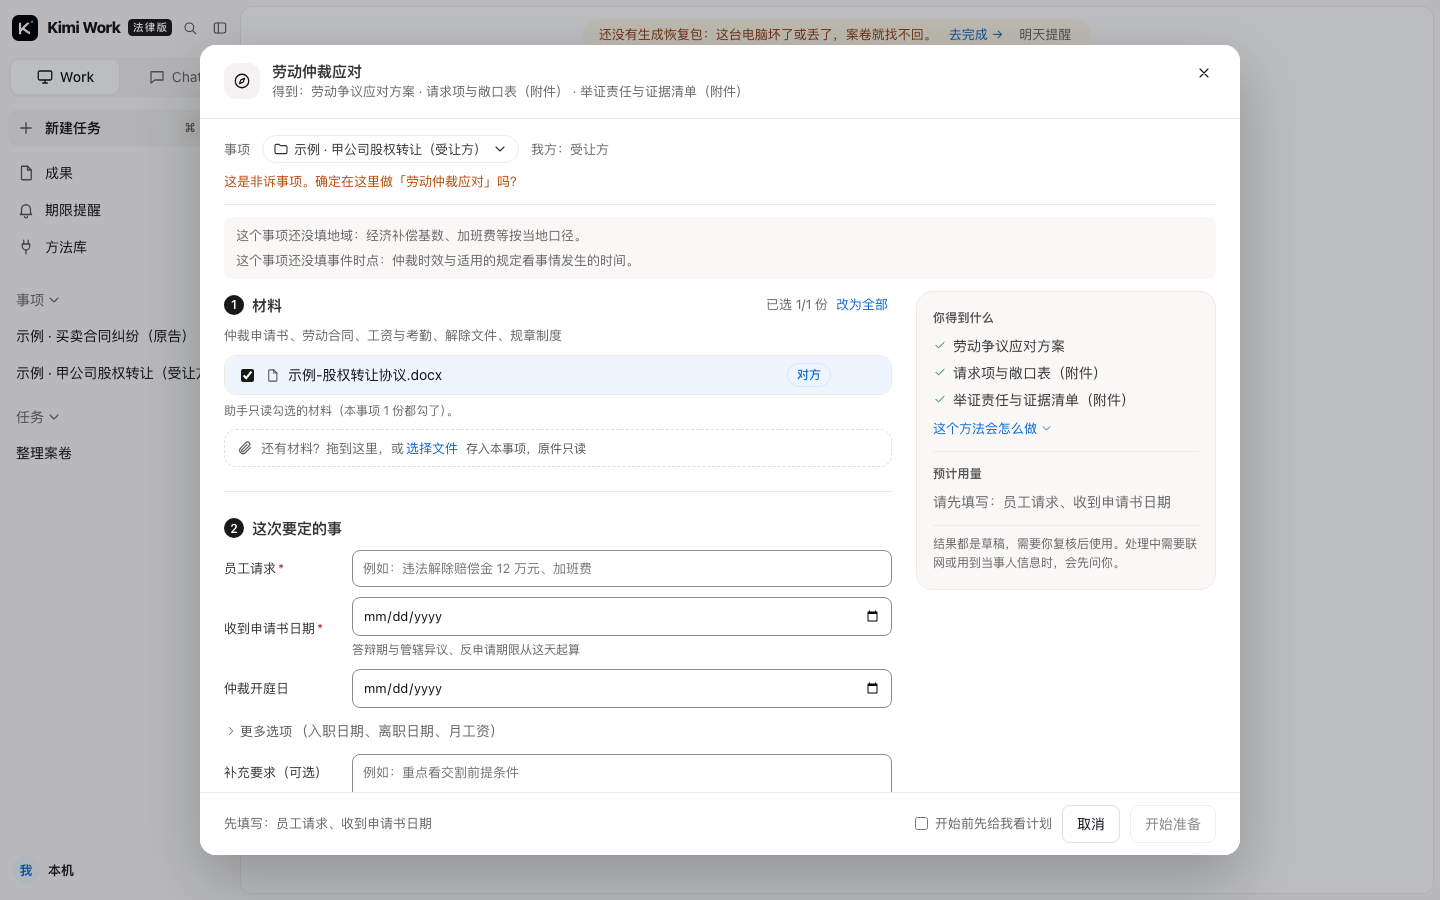 Kimi Work 法律版
还没有生成恢复包：这台电脑坏了或丢了，案卷就找不回。 去完成 → 明天提醒
Work
Chat
新建任务 ⌘
成果
期限提醒
方法库
事项
示例 · 买卖合同纠纷（原告）
示例 · 甲公司股权转让（受让方
任务
整理案卷
我 本机
劳动仲裁应对
得到：劳动争议应对方案 · 请求项与敞口表（附件） · 举证责任与证据清单（附件）
事项 示例 · 甲公司股权转让（受让方） 我方：受让方
这是非诉事项。确定在这里做「劳动仲裁应对」吗？
这个事项还没填地域：经济补偿基数、加班费等按当地口径。
这个事项还没填事件时点：仲裁时效与适用的规定看事情发生的时间。
1 材料 已选 1/1 份 改为全部
仲裁申请书、劳动合同、工资与考勤、解除文件、规章制度
示例-股权转让协议.docx 对方
助手只读勾选的材料（本事项 1 份都勾了）。
还有材料？拖到这里，或 选择文件 存入本事项，原件只读
2 这次要定的事
员工请求 * 例如：违法解除赔偿金 12 万元、加班费
收到申请书日期 * mm/dd/yyyy
答辩期与管辖异议、反申请期限从这天起算
仲裁开庭日 mm/dd/yyyy
更多选项 （入职日期、离职日期、月工资）
补充要求（可选） 例如：重点看交割前提条件
你得到什么
劳动争议应对方案
请求项与敞口表（附件）
举证责任与证据清单（附件）
这个方法会怎么做
预计用量
请先填写：员工请求、收到申请书日期
结果都是草稿，需要你复核后使用。处理中需要联
网或用到当事人信息时，会先问你。
先填写：员工请求、收到申请书日期 开始前先给我看计划 取消 开始准备